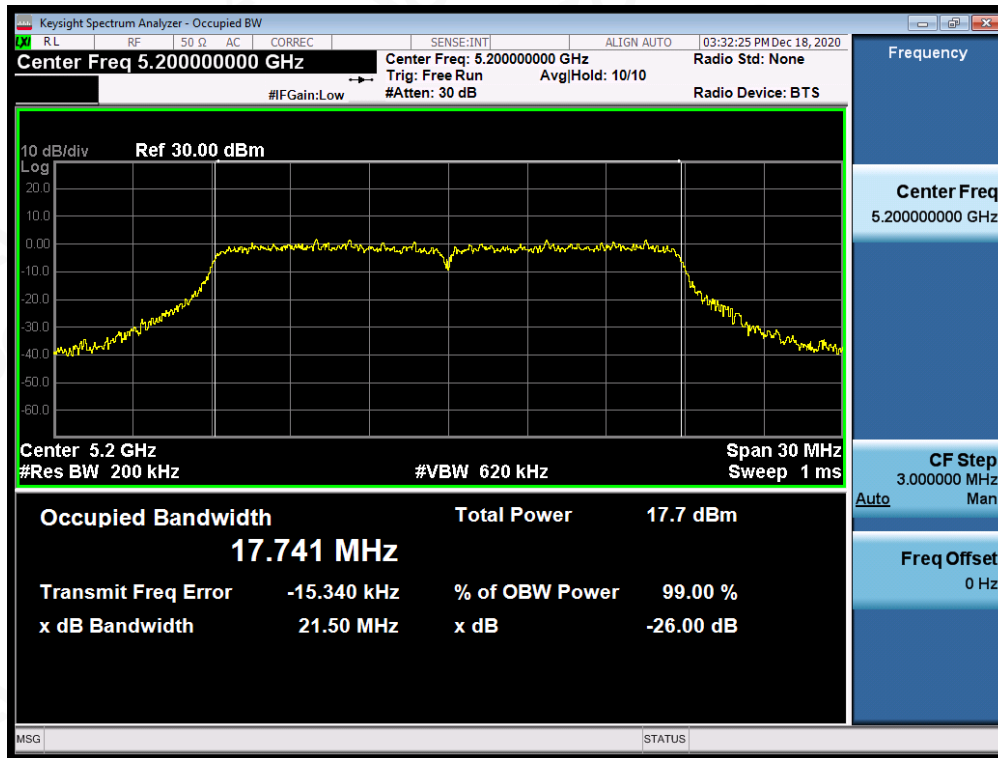 Keysight Spectrum Analyzer - Occupied BW
LXI RL RF 50 Ω AC CORREC SENSE:INT ALIGN AUTO 03:32:25 PM Dec 18, 2020
Center Freq 5.200000000 GHz
Center Freq: 5.200000000 GHz
Radio Std: None
Trig: Free Run Avg|Hold: 10/10
#IFGain:Low
#Atten: 30 dB
Radio Device: BTS
10 dB/div Ref 30.00 dBm
Log
20.0
10.0
0.00
-10.0
-20.0
-30.0
-40.0
-50.0
-60.0
Center 5.2 GHz Span 30 MHz
#Res BW 200 kHz #VBW 620 kHz Sweep 1 ms
Occupied Bandwidth Total Power 17.7 dBm
17.741 MHz
Transmit Freq Error -15.340 kHz % of OBW Power 99.00 %
x dB Bandwidth 21.50 MHz x dB -26.00 dB
MSG STATUS
Frequency
Center Freq
5.200000000 GHz
CF Step
3.000000 MHz
Auto Man
Freq Offset
0 Hz